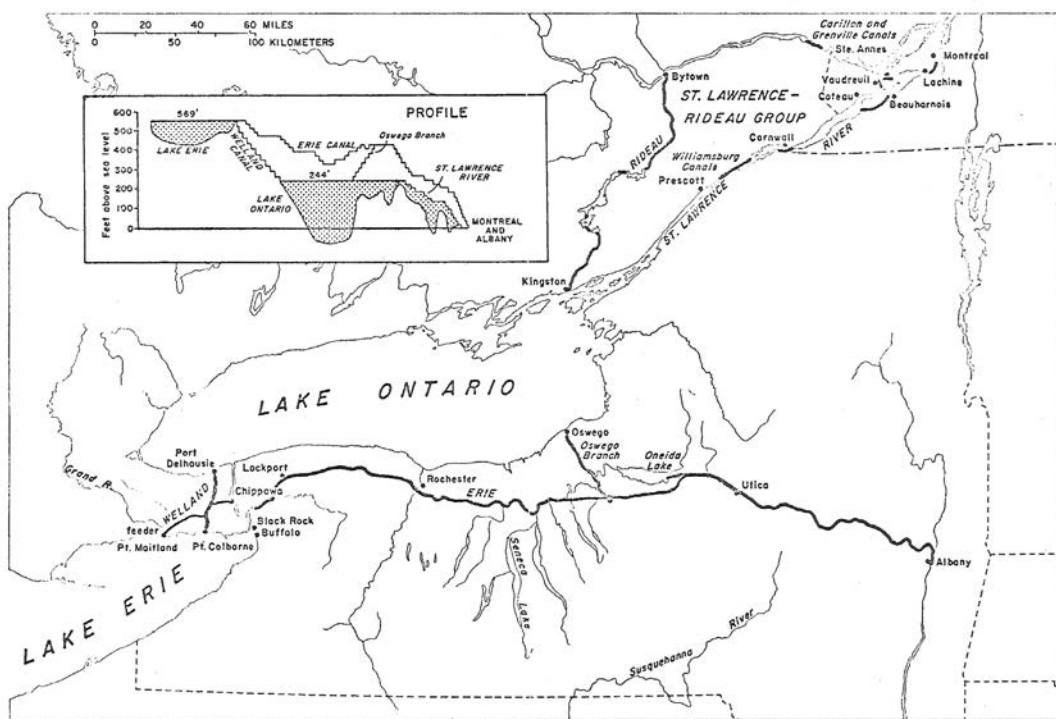 0 20 40 60 MILES
0 50 100 KILOMETERS
PROFILE
600
500
400
300
200
100
0
Feet above sea level
569'
LAKE ERIE
WELLAND CANAL
ERIE CANAL
Oswego Branch
244'
LAKE ONTARIO
ST. LAWRENCE RIVER
MONTREAL AND ALBANY
Carillon and
Grenville Canals
Ste. Annes
Montreal
Vaudreuil
Lachine
Coteau
Beauharnois
Bytown
ST. LAWRENCE–
RIDEAU GROUP
RIDEAU
Cornwall
RIVER
Williamsburg
Canals
Prescott
ST. LAWRENCE
Kingston
LAKE ONTARIO
Port
Delhousie
Lockport
Grand R.
WELLAND
Chippawa
feeder
Pt. Maitland
Pt. Colborne
Black Rock
Buffalo
Rochester
ERIE
Oswego
Oswego
Branch
Oneida
Lake
Utica
Albany
Seneca
Lake
LAKE ERIE
Susquehanna
River